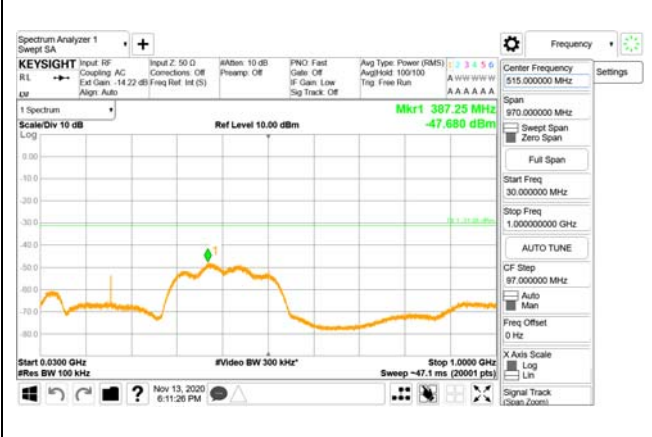 Spectrum Analyzer 1
Swept SA
Frequency
KEYSIGHT
RL
Input: RF
Coupling: AC
Ext Gain: -14.22 dB
Align: Auto
Input Z: 50 Ω
Corrections: Off
Freq Ref: Int (S)
#Atten: 10 dB
Preamp: Off
PNO: Fast
Gate: Off
IF Gain: Low
Sig Track: Off
Avg Type: Power (RMS)
Avg|Hold: 100/100
Trig: Free Run
1 2 3 4 5 6
A W W W W W
A A A A A A
1 Spectrum
Scale/Div 10 dB
Ref Level 10.00 dBm
Mkr1 387.25 MHz
-47.680 dBm
Log
0.00
-10.0
-20.0
-30.0
-40.0
-50.0
-60.0
-70.0
-80.0
1
Start 0.0300 GHz
#Res BW 100 kHz
#Video BW 300 kHz*
Stop 1.0000 GHz
Sweep ~47.1 ms (20001 pts)
Nov 13, 2020
6:11:26 PM
Center Frequency
515.000000 MHz
Settings
Span
970.000000 MHz
Swept Span
Zero Span
Full Span
Start Freq
30.000000 MHz
Stop Freq
1.000000000 GHz
AUTO TUNE
CF Step
97.000000 MHz
Auto
Man
Freq Offset
0 Hz
X Axis Scale
Log
Lin
Signal Track
(Span Zoom)